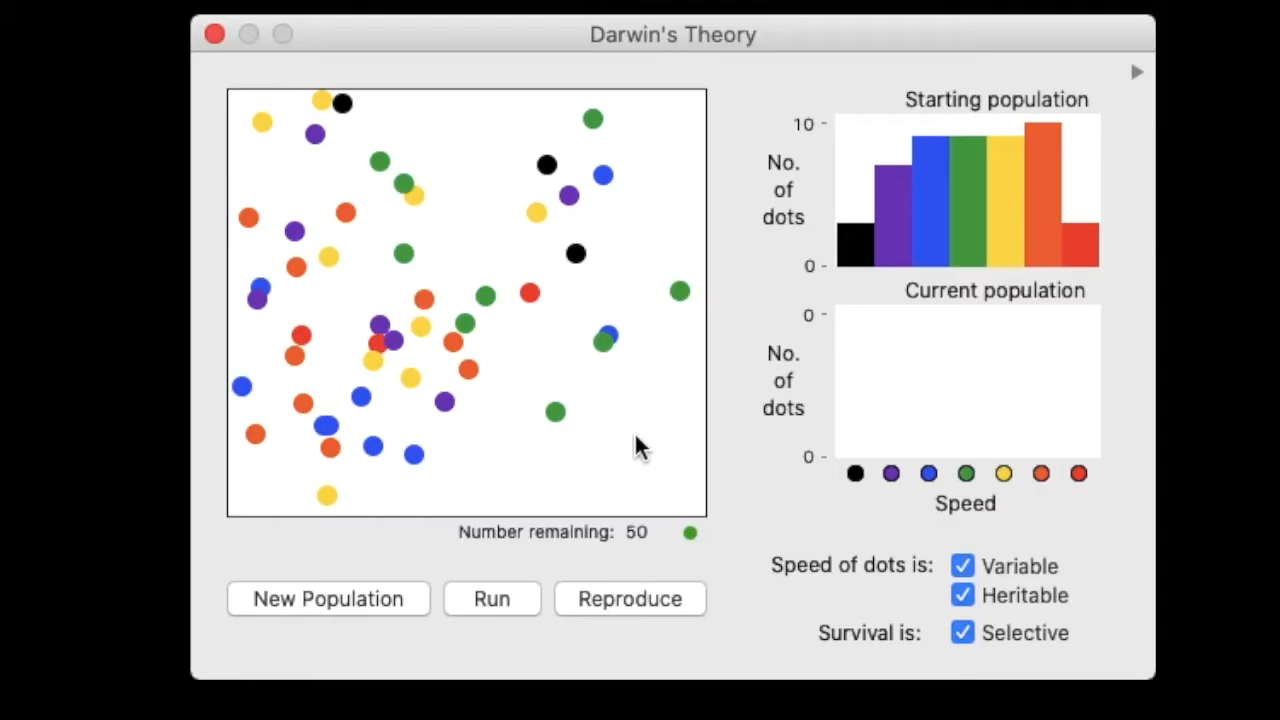 Darwin's Theory
Starting population
10 -
No.
of
dots
0 -
Current population
0 -
No.
of
dots
0 -
Speed
Number remaining: 50
New Population
Run
Reproduce
Speed of dots is:
Variable
Heritable
Survival is:
Selective